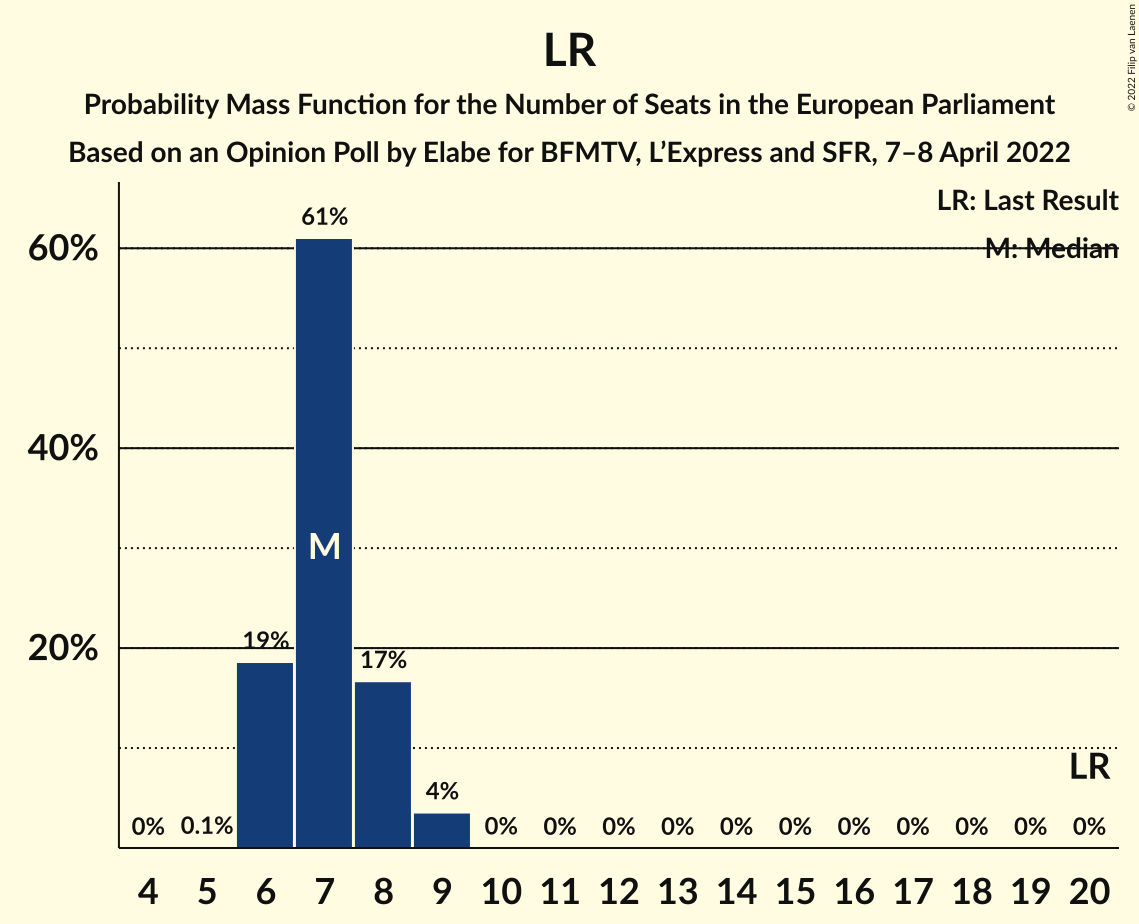 LR
Probability Mass Function for the Number of Seats in the European Parliament
Based on an Opinion Poll by Elabe for BFMTV, L’Express and SFR, 7–8 April 2022
© 2022 Filip van Laenen
LR: Last Result
M: Median
60%
40%
20%
0% 0.1% 19% 61% 17% 4% 0% 0% 0% 0% 0% 0% 0% 0% 0% 0% 0%
M
LR
4 5 6 7 8 9 10 11 12 13 14 15 16 17 18 19 20